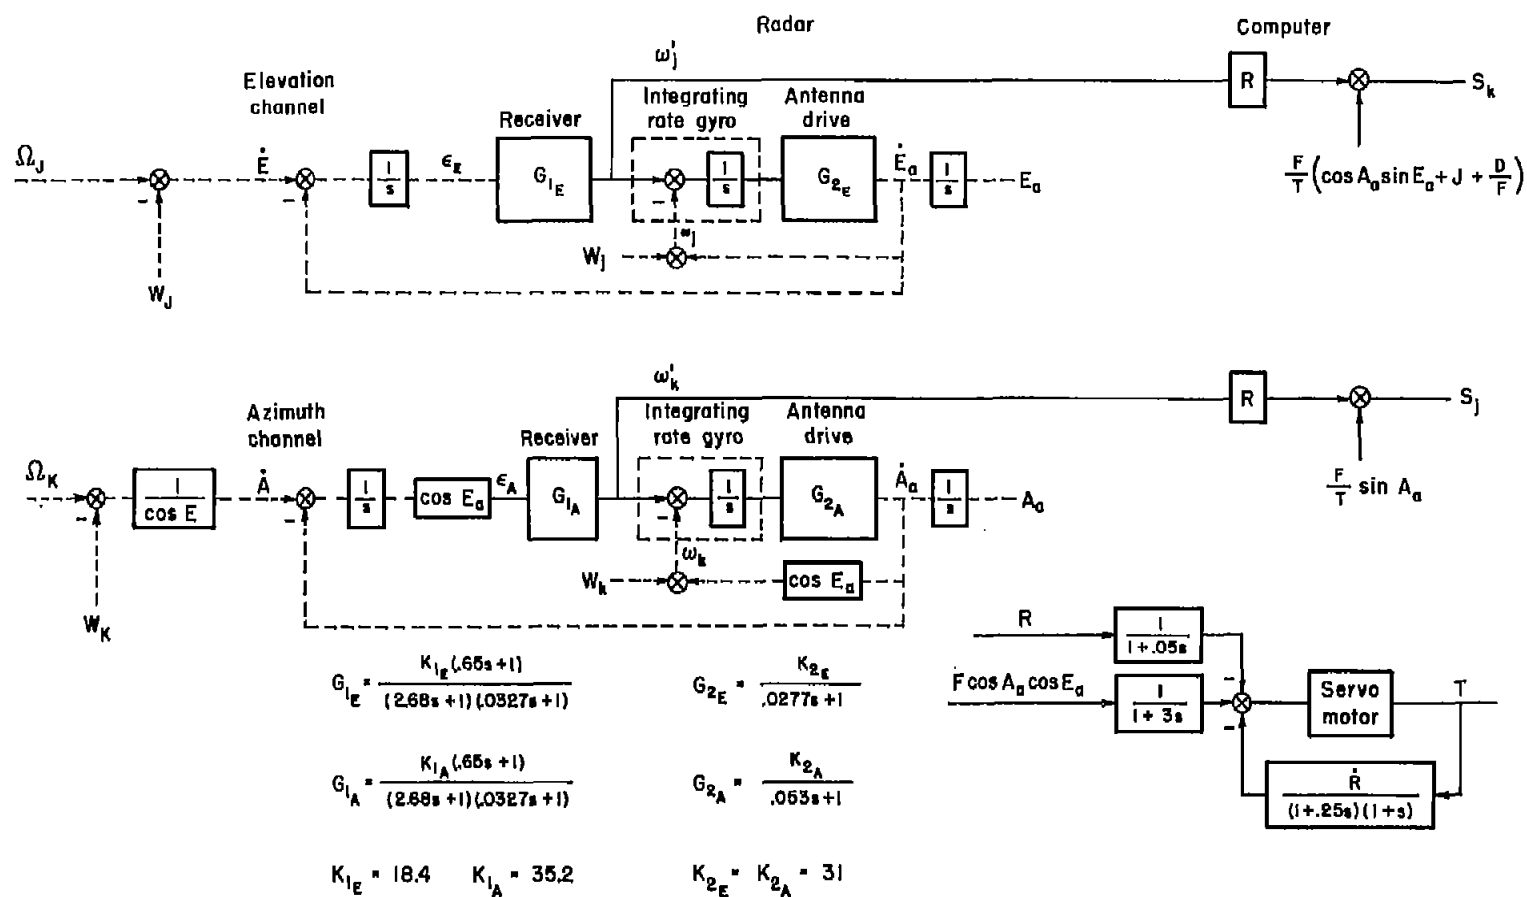 Radar
Computer
Elevation
channel
Receiver
Integrating
rate gyro
Antenna
drive
ω'j
R
Sk
ΩJ
-
Ė
-
1/s
εE
G1E
-
1/s
G2E
Ėa
1/s
Ea
F/T (cos Aa sin Ea + J + D/F)
Wj
ωj
WJ
Azimuth
channel
Receiver
Integrating
rate gyro
Antenna
drive
ω'k
R
Sj
ΩK
-
1/cos E
Ȧ
-
1/s
cos Ea
εA
G1A
-
1/s
G2A
Ȧa
1/s
Aa
F/T sin Aa
Wk
ωk
cos Ea
WK
R
1/(1+.05s)
-
F cos Aa cos Ea
1/(1+3s)
-
-
Servo
motor
T
Ṙ/((1+.25s)(1+s))
G1E = K1E(.65s+1)/((2.68s+1)(.0327s+1))
G2E = K2E/(.0277s+1)
G1A = K1A(.65s+1)/((2.68s+1)(.0327s+1))
G2A = K2A/(.053s+1)
K1E = 18.4 K1A = 35.2
K2E = K2A = 31